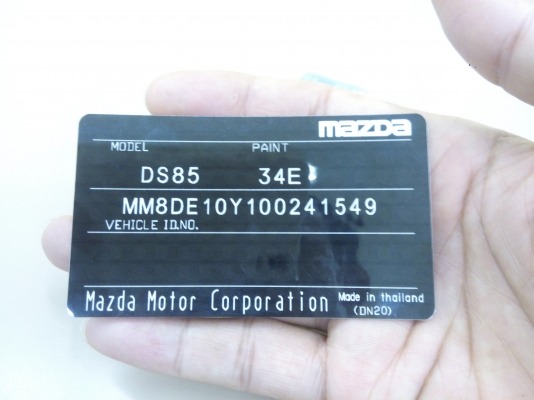 mazda
MODEL PAINT
DS85 34E
MM8DE10Y100241549
VEHICLE ID.NO.
Mazda Motor Corporation Made in thailand
(DN20)